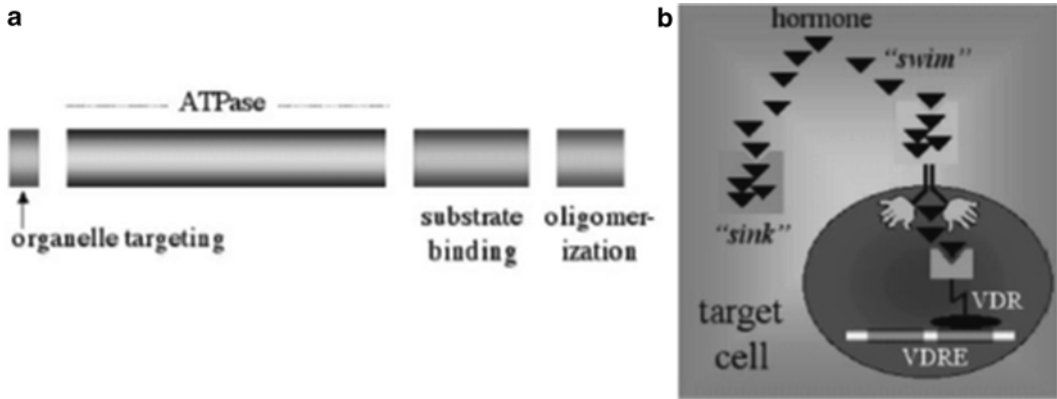 a
ATPase
organelle targeting
substrate
binding
oligomer-
ization
b
hormone
"swim"
"sink"
target
cell
VDR
VDRE